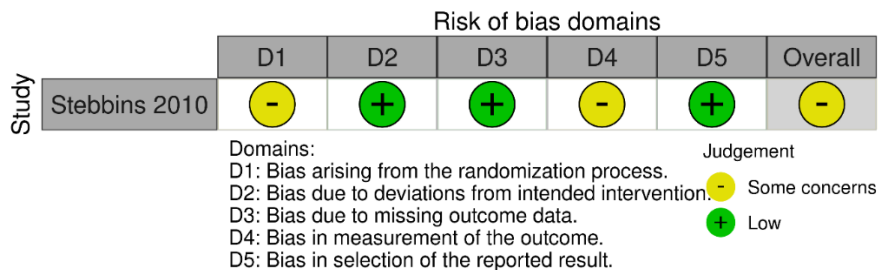 Risk of bias domains
D1 D2 D3 D4 D5 Overall
Study
Stebbins 2010 - + + - + -
Domains:
D1: Bias arising from the randomization process.
D2: Bias due to deviations from intended intervention.
D3: Bias due to missing outcome data.
D4: Bias in measurement of the outcome.
D5: Bias in selection of the reported result.
Judgement
- Some concerns
+ Low